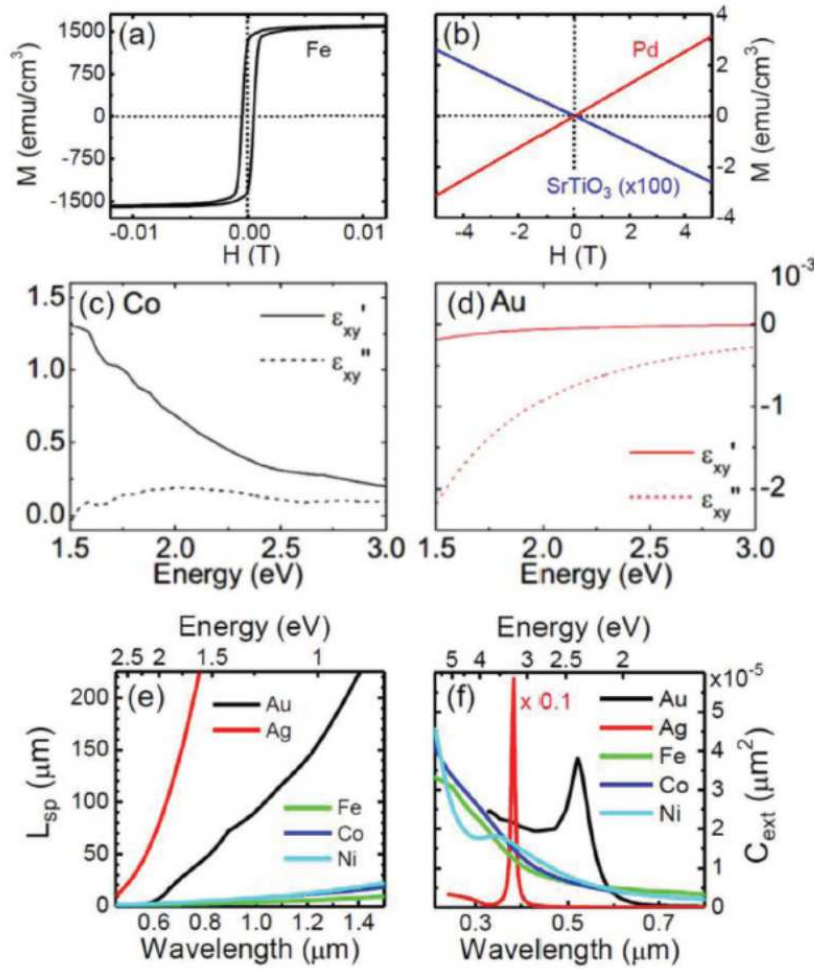 (a)
Fe
M (emu/cm³)
1500
750
0
-750
-1500
-0.01
0.00
0.01
H (T)
(b)
Pd
SrTiO₃ (x100)
M (emu/cm³)
4
2
0
-2
-4
-4
-2
0
2
4
H (T)
(c) Co
εxy'
εxy"
1.5
1.0
0.5
0.0
1.5
2.0
2.5
3.0
Energy (eV)
(d) Au
10⁻³
0
-1
-2
εxy'
εxy"
1.5
2.0
2.5
3.0
Energy (eV)
Energy (eV)
2.5
2
1.5
1
(e)
Au
Ag
Fe
Co
Ni
Lsp (μm)
200
150
100
50
0
0.6
0.8
1.0
1.2
1.4
Wavelength (μm)
Energy (eV)
5
4
3
2.5
2
(f)
x 0.1
Au
Ag
Fe
Co
Ni
x10⁻⁵
5
4
3
2
1
0
Cext (μm²)
0.3
0.5
0.7
Wavelength (μm)